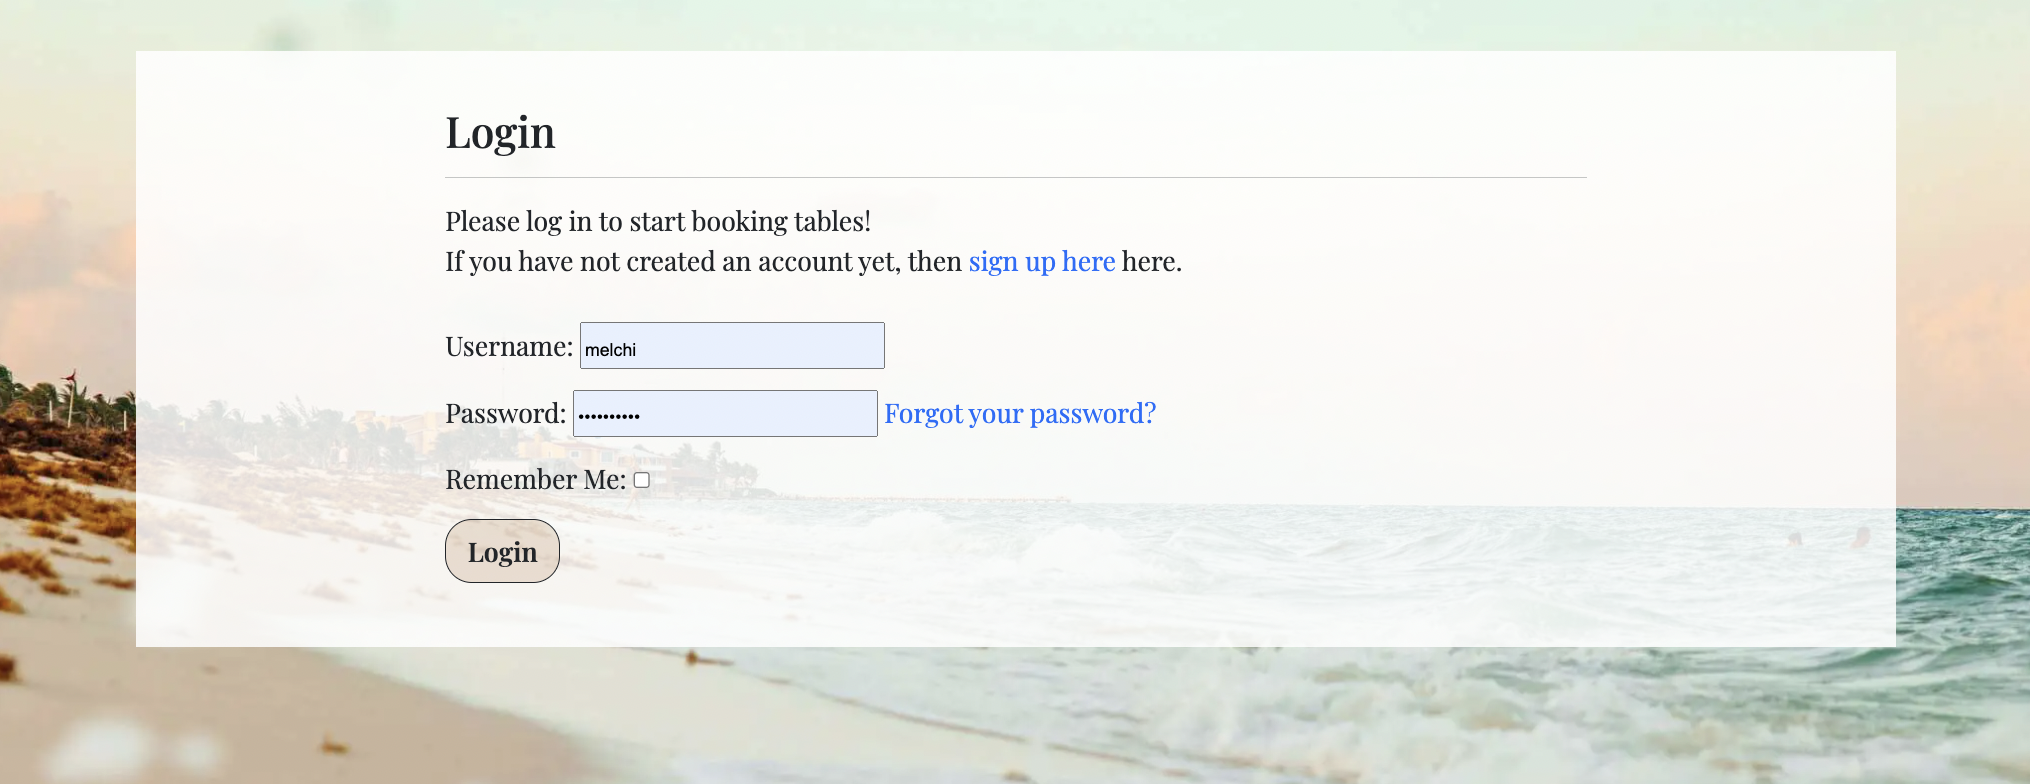 Login
Please log in to start booking tables!
If you have not created an account yet, then sign up here here.
Username: melchi
Password: •••••••••• Forgot your password?
Remember Me:
Login